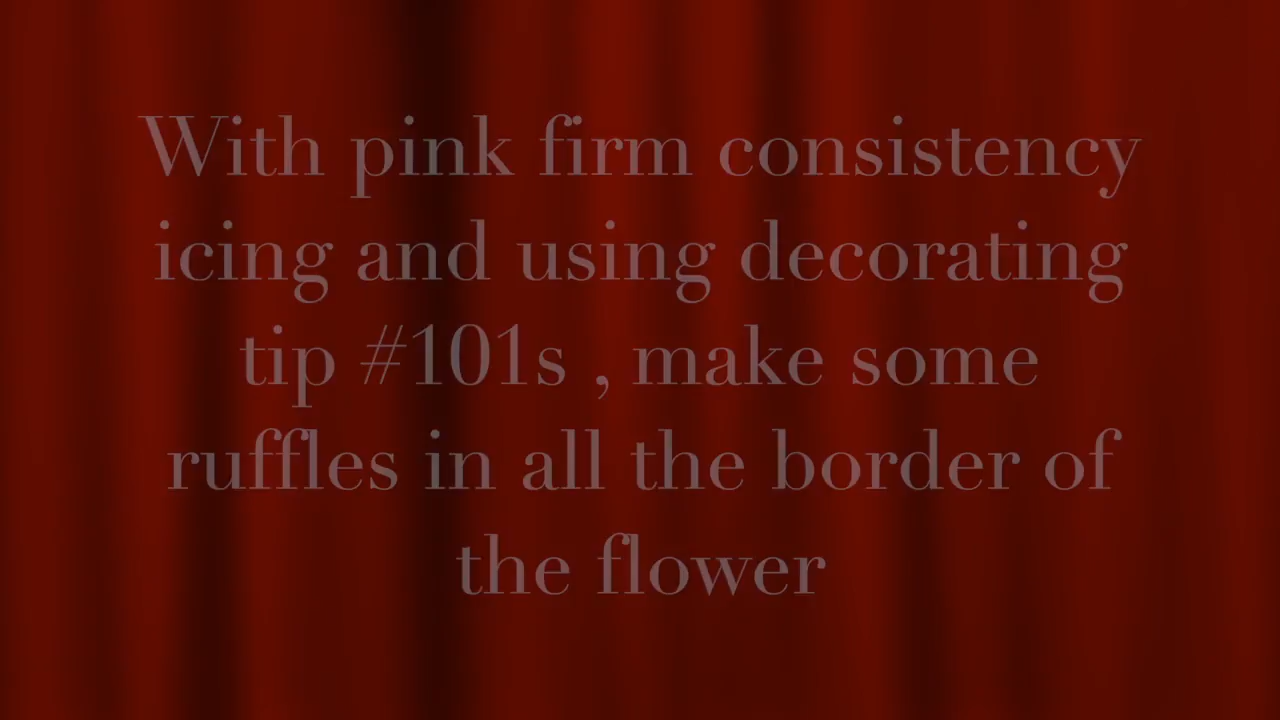 With pink firm consistency
icing and using decorating
tip #101s , make some
ruffles in all the border of
the flower